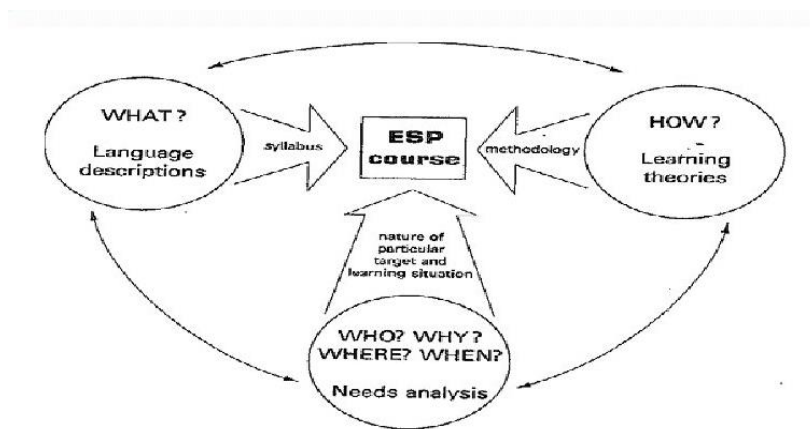 WHAT?
Language
descriptions
syllabus
ESP
course
methodology
HOW?
Learning
theories
nature of
particular
target and
learning situation
WHO? WHY?
WHERE? WHEN?
Needs analysis